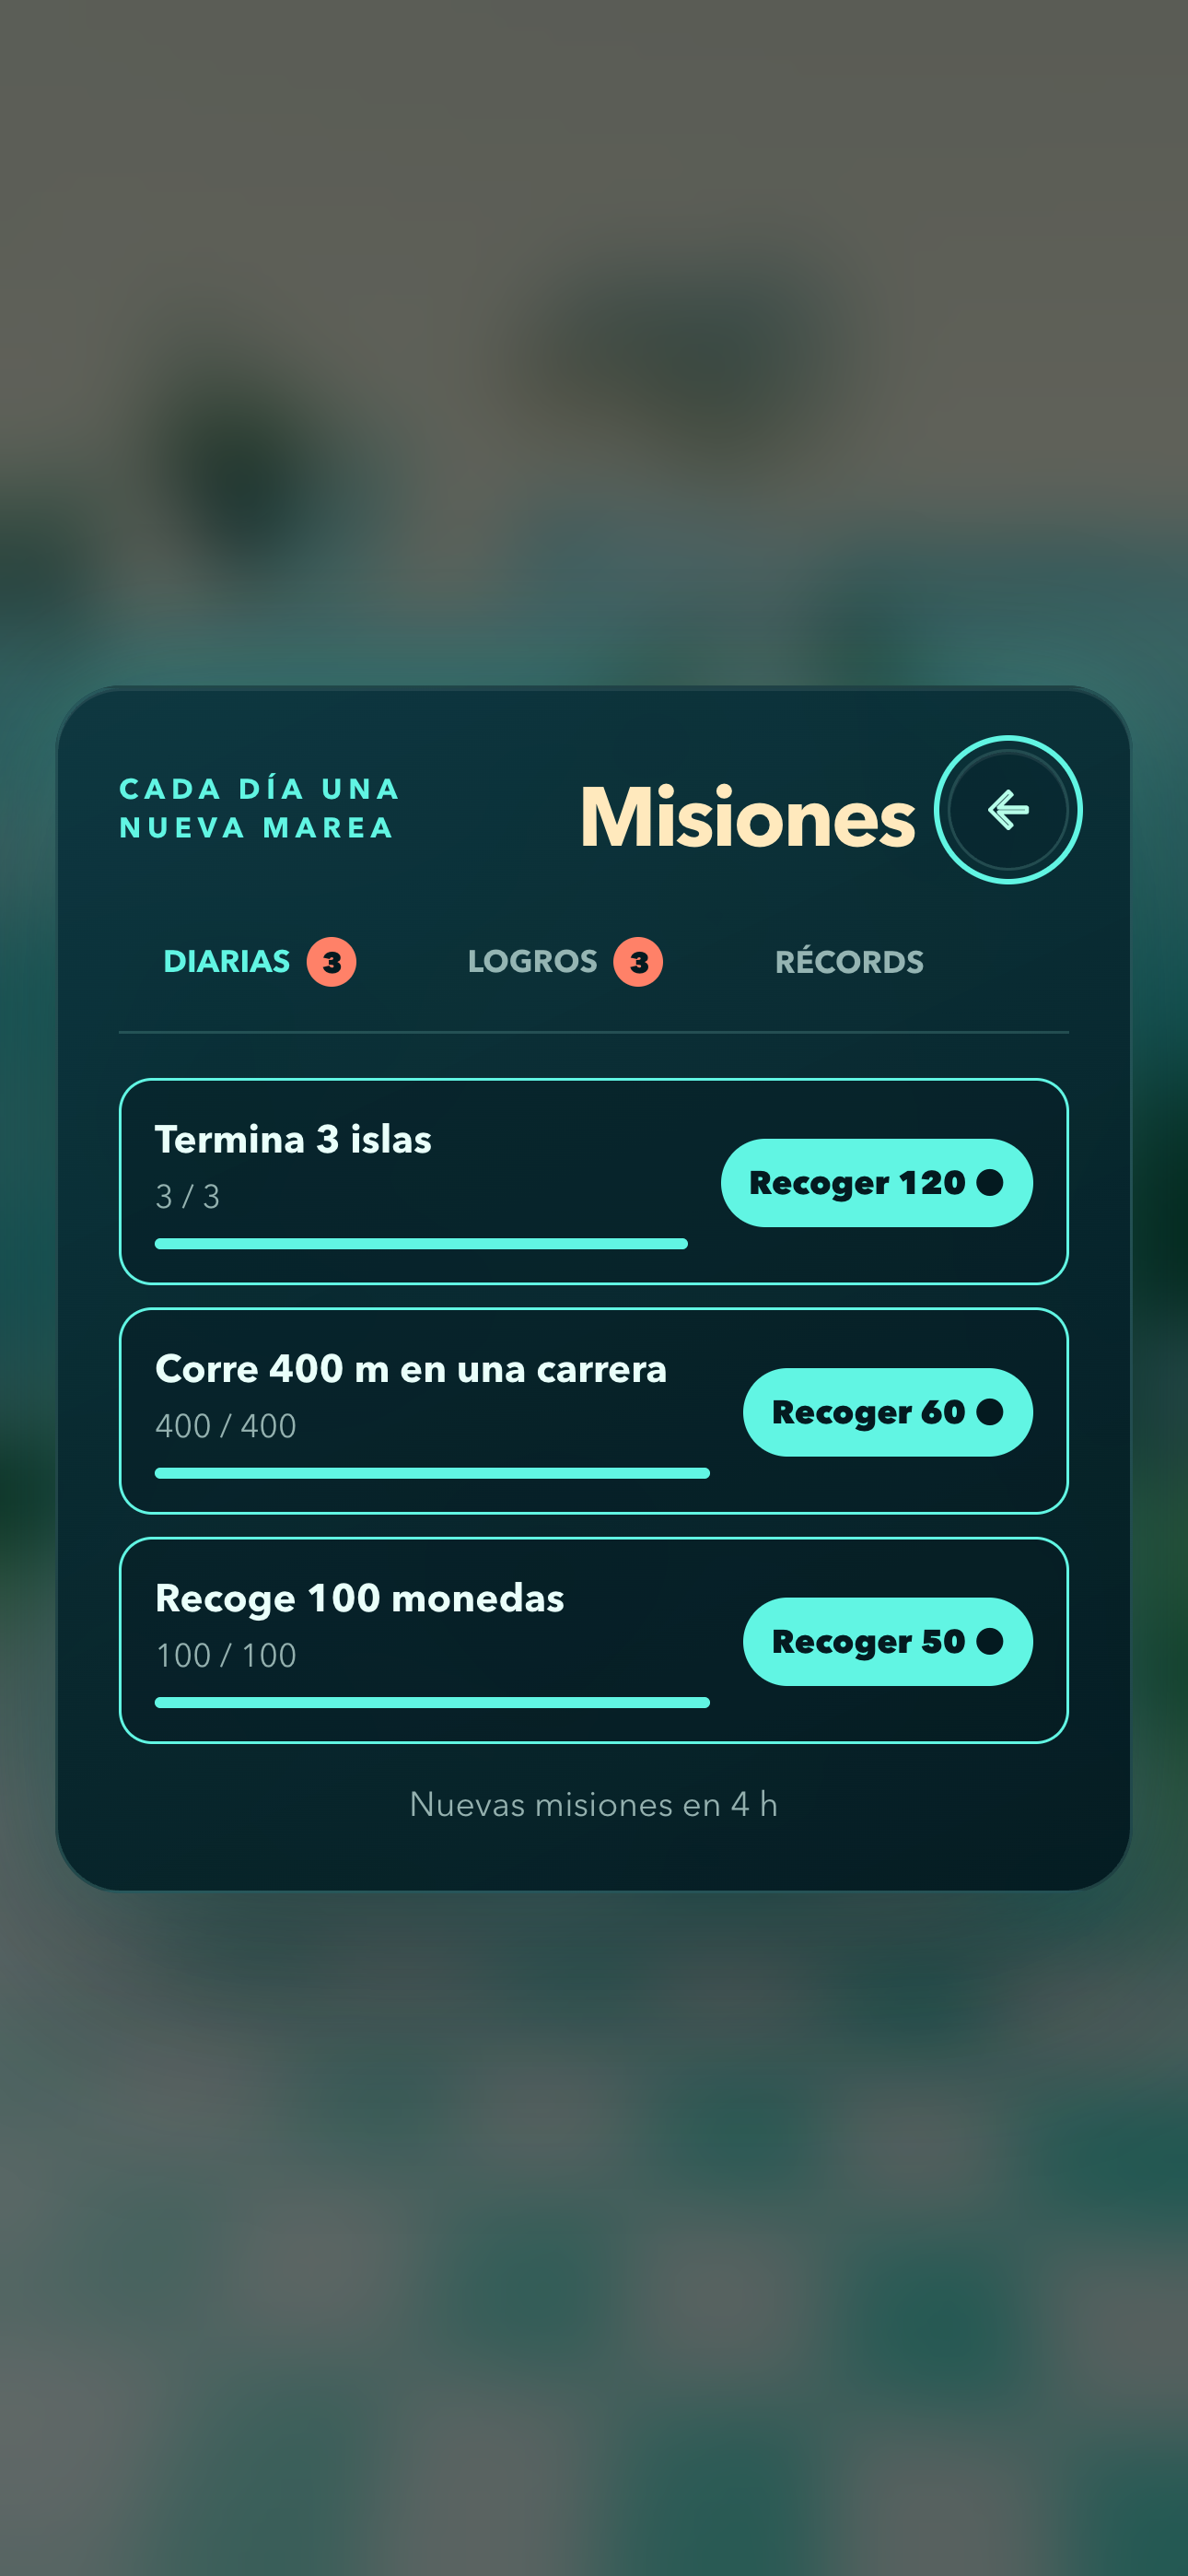 CADA DÍA UNA
NUEVA MAREA
Misiones
DIARIAS 3 LOGROS 3 RÉCORDS
Termina 3 islas
3 / 3
Recoger 120
Corre 400 m en una carrera
400 / 400
Recoger 60
Recoge 100 monedas
100 / 100
Recoger 50
Nuevas misiones en 4 h